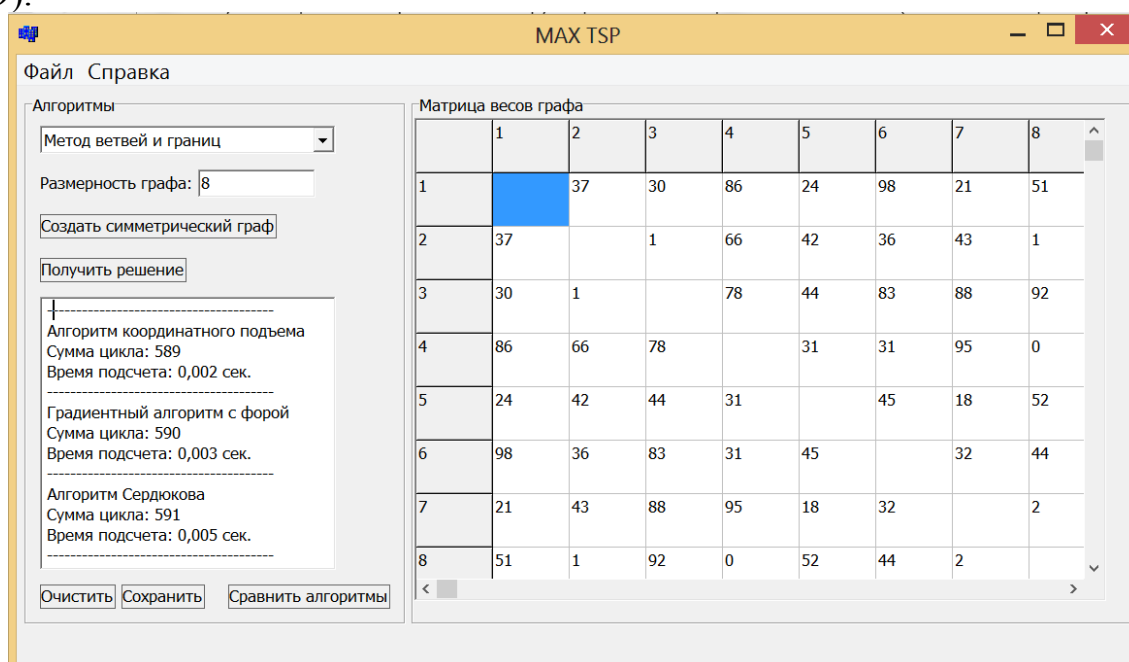 MAX TSP
Файл Справка
Алгоритмы
Метод ветвей и границ
Размерность графа: 8
Создать симметрический граф
Получить решение
--------------------------------------
Алгоритм координатного подъема
Сумма цикла: 589
Время подсчета: 0,002 сек.
--------------------------------------
Градиентный алгоритм с форой
Сумма цикла: 590
Время подсчета: 0,003 сек.
--------------------------------------
Алгоритм Сердюкова
Сумма цикла: 591
Время подсчета: 0,005 сек.
--------------------------------------
Очистить Сохранить Сравнить алгоритмы
Матрица весов графа
1 2 3 4 5 6 7 8
1 37 30 86 24 98 21 51
2 37 1 66 42 36 43 1
3 30 1 78 44 83 88 92
4 86 66 78 31 31 95 0
5 24 42 44 31 45 18 52
6 98 36 83 31 45 32 44
7 21 43 88 95 18 32 2
8 51 1 92 0 52 44 2